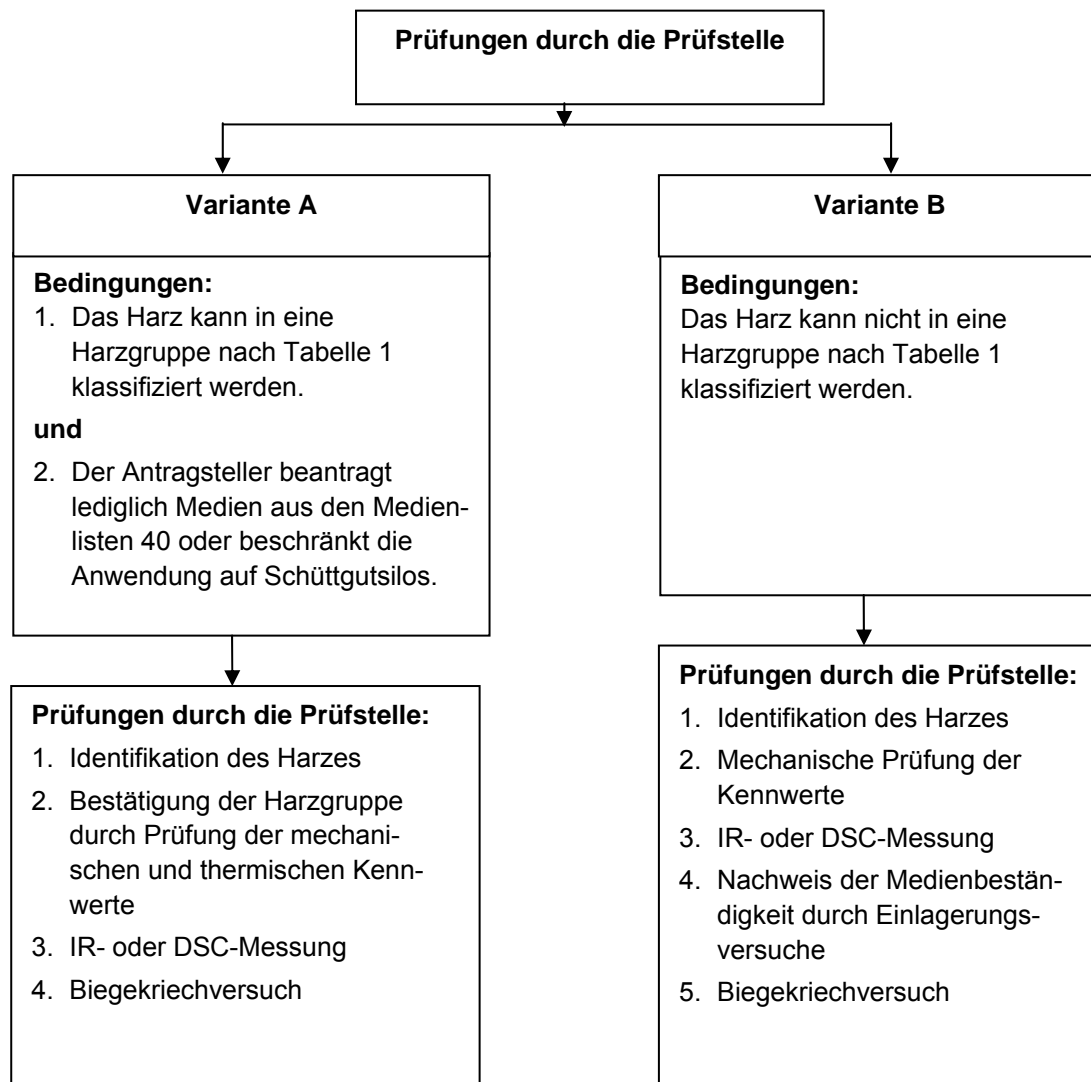 Prüfungen durch die Prüfstelle
Variante A
Bedingungen:
1. Das Harz kann in eine
Harzgruppe nach Tabelle 1
klassifiziert werden.
und
2. Der Antragsteller beantragt
lediglich Medien aus den Medien-
listen 40 oder beschränkt die
Anwendung auf Schüttgutsilos.
Prüfungen durch die Prüfstelle:
1. Identifikation des Harzes
2. Bestätigung der Harzgruppe
durch Prüfung der mechani-
schen und thermischen Kenn-
werte
3. IR- oder DSC-Messung
4. Biegekriechversuch
Variante B
Bedingungen:
Das Harz kann nicht in eine
Harzgruppe nach Tabelle 1
klassifiziert werden.
Prüfungen durch die Prüfstelle:
1. Identifikation des Harzes
2. Mechanische Prüfung der
Kennwerte
3. IR- oder DSC-Messung
4. Nachweis der Medienbestän-
digkeit durch Einlagerungs-
versuche
5. Biegekriechversuch